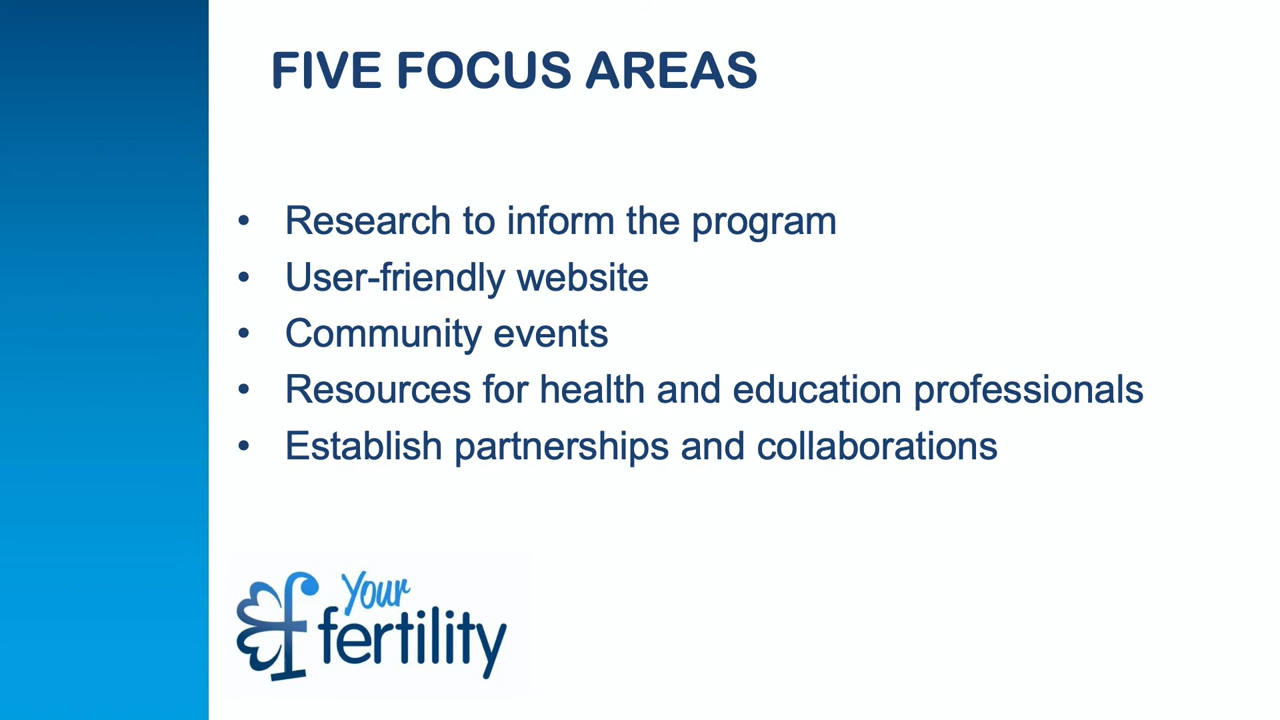 FIVE FOCUS AREAS
• Research to inform the program
• User-friendly website
• Community events
• Resources for health and education professionals
• Establish partnerships and collaborations
Your
fertility